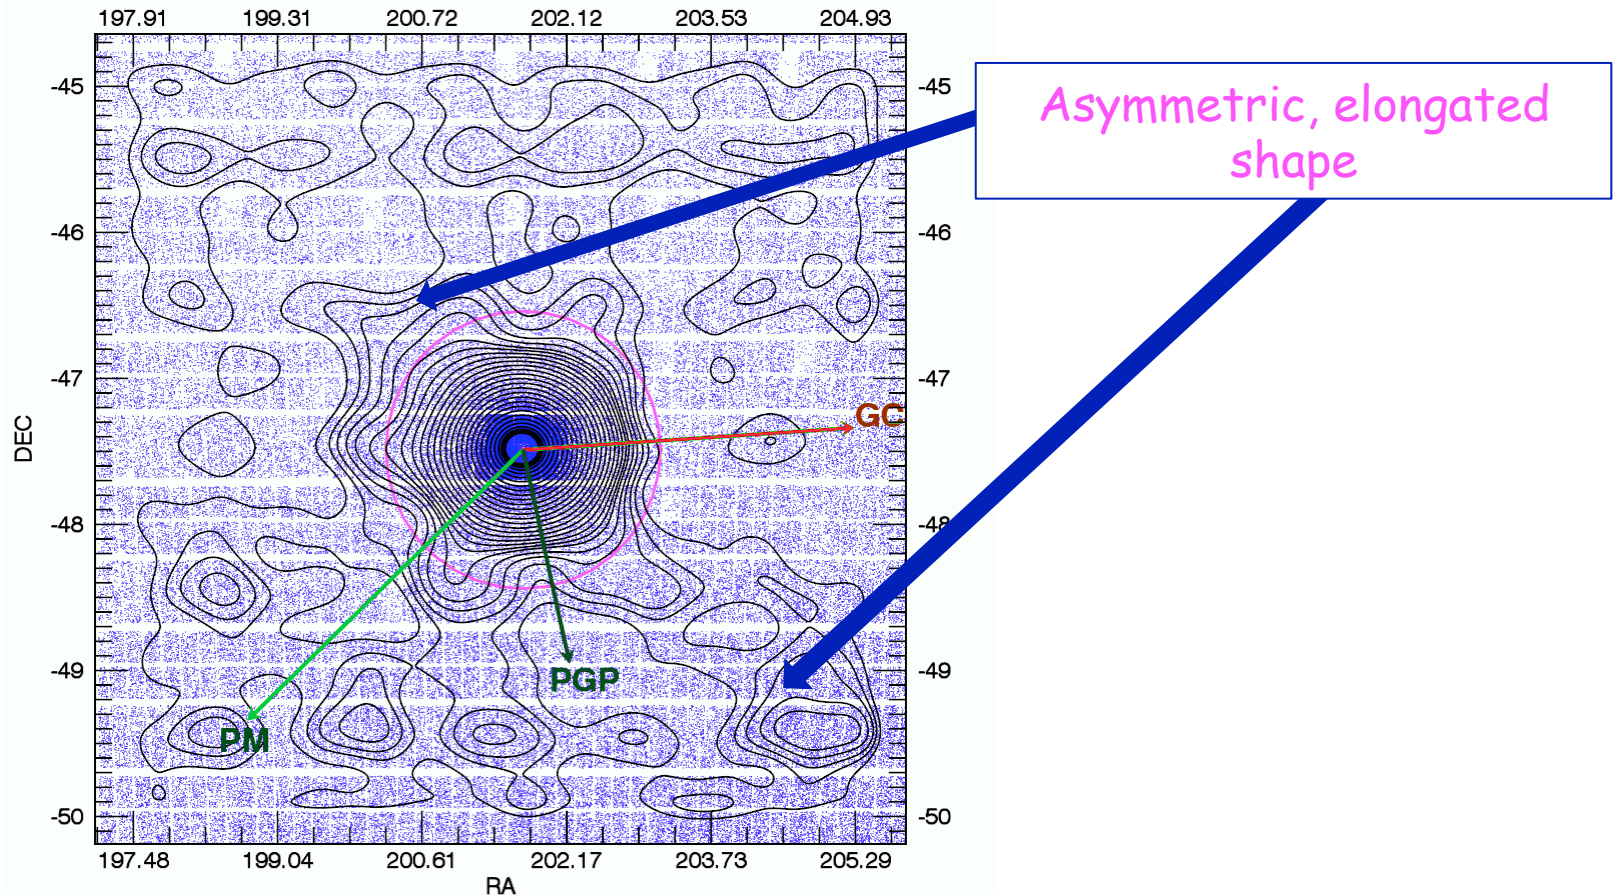 197.91 199.31 200.72 202.12 203.53 204.93
Asymmetric, elongated
shape
-45 -45
-46 -46
-47 -47
GC
DEC
-48 -48
-49 -49
PGP
PM
-50 -50
197.48 199.04 200.61 202.17 203.73 205.29
RA